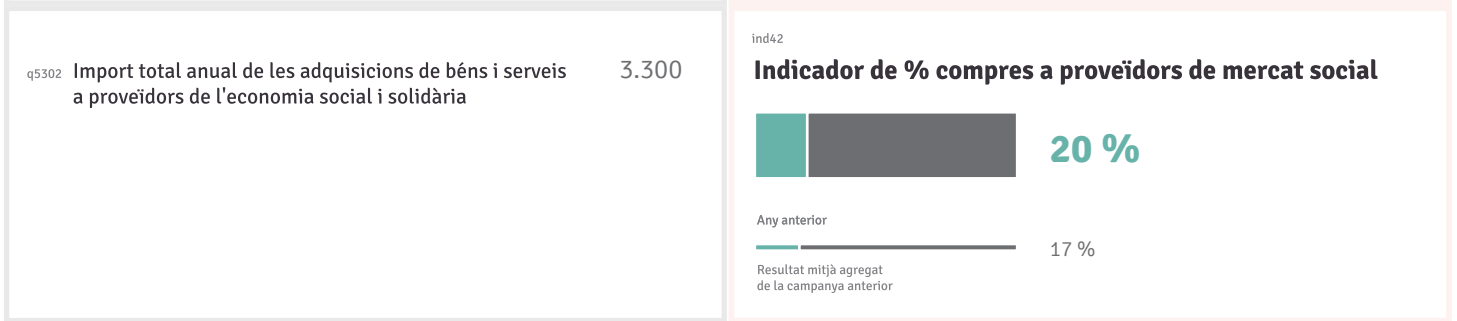 q5302 Import total anual de les adquisicions de béns i serveis 3.300
a proveïdors de l'economia social i solidària
ind42
Indicador de % compres a proveïdors de mercat social
20 %
Any anterior
17 %
Resultat mitjà agregat
de la campanya anterior